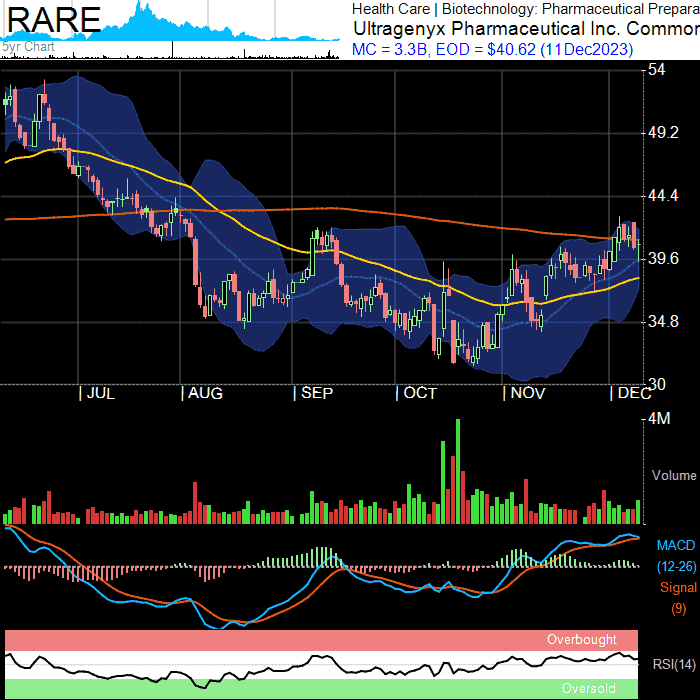 RARE
5yr Chart
Health Care | Biotechnology: Pharmaceutical Prepara
Ultragenyx Pharmaceutical Inc. Common
MC = 3.3B, EOD = $40.62 (11Dec2023)
54
49.2
44.4
39.6
34.8
30
| JUL | AUG | SEP | OCT | NOV | DEC
4M
Volume
MACD
(12-26)
Signal
(9)
Overbought
RSI(14)
Oversold